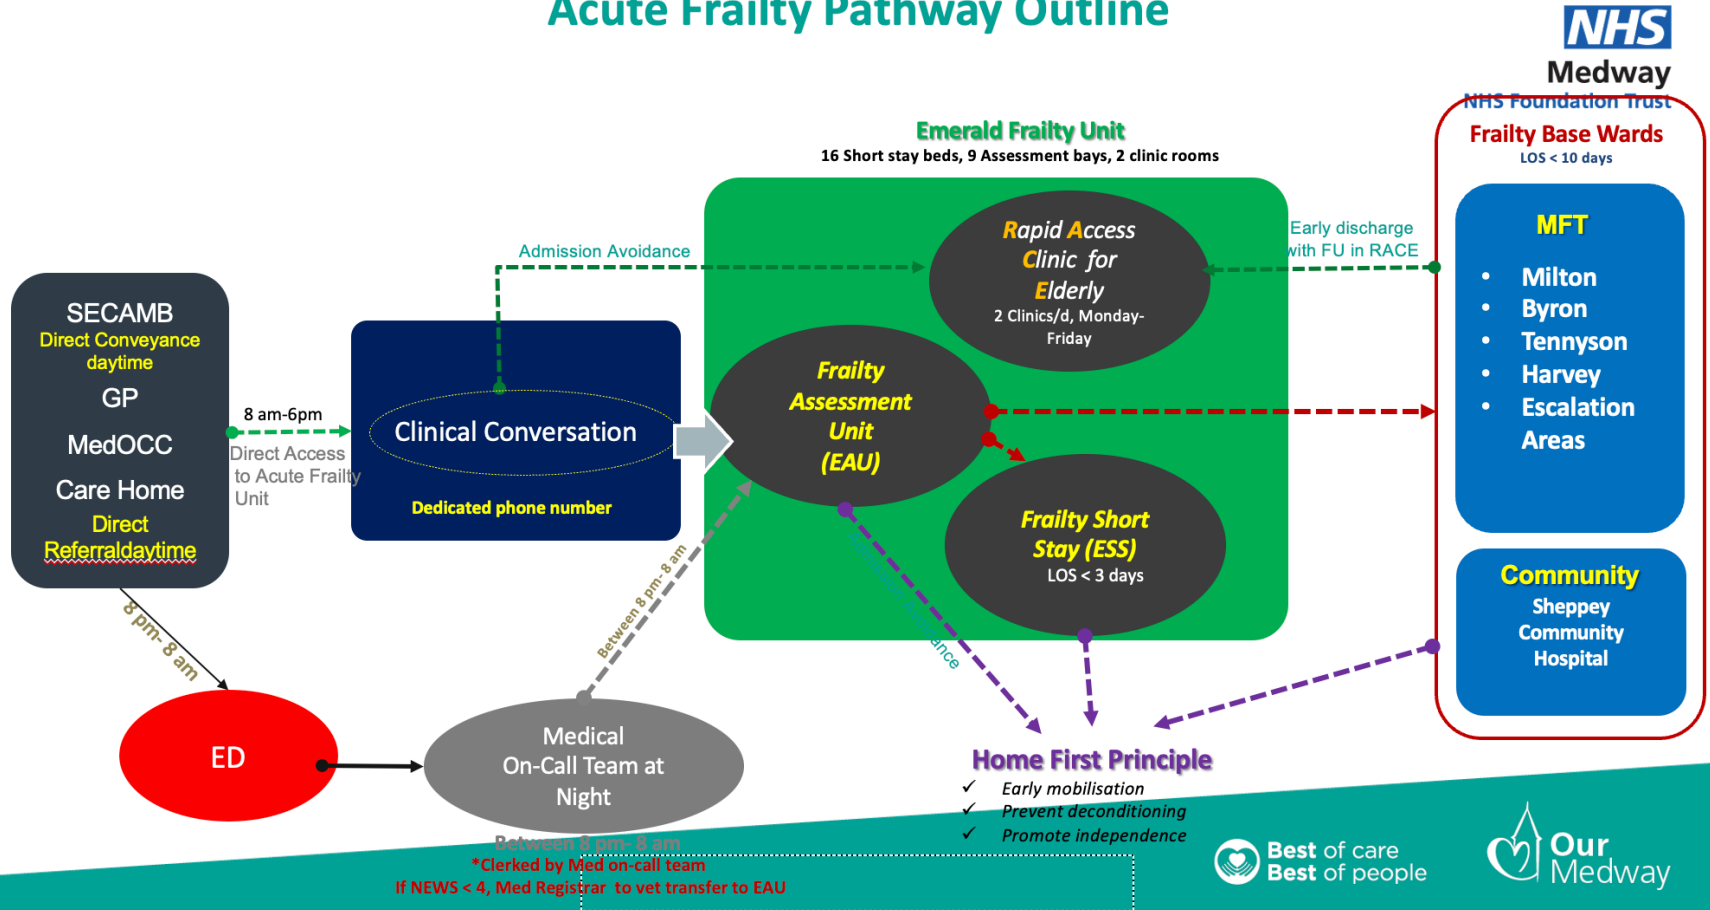 Acute Frailty Pathway Outline
NHS
Medway
NHS Foundation Trust
Emerald Frailty Unit
16 Short stay beds, 9 Assessment bays, 2 clinic rooms
Frailty Base Wards
LOS < 10 days
SECAMB
Direct Conveyance
daytime
GP
MedOCC
Care Home
Direct
Referraldaytime
8 am-6pm
Direct Access
to Acute Frailty
Unit
Admission Avoidance
Clinical Conversation
Dedicated phone number
Rapid Access
Clinic for
Elderly
2 Clinics/d, Monday-
Friday
Early discharge
with FU in RACE
Frailty
Assessment
Unit
(EAU)
Frailty Short
Stay (ESS)
LOS < 3 days
MFT
• Milton
• Byron
• Tennyson
• Harvey
• Escalation
Areas
Community
Sheppey
Community
Hospital
8 pm- 8 am
ED
Medical
On-Call Team at
Night
Between 8 pm- 8 am
Between 8 pm- 8 am
*Clerked by Med on-call team
If NEWS < 4, Med Registrar to vet transfer to EAU
Home First Principle
✓ Early mobilisation
✓ Prevent deconditioning
✓ Promote independence
Best of care
Best of people
Our
Medway